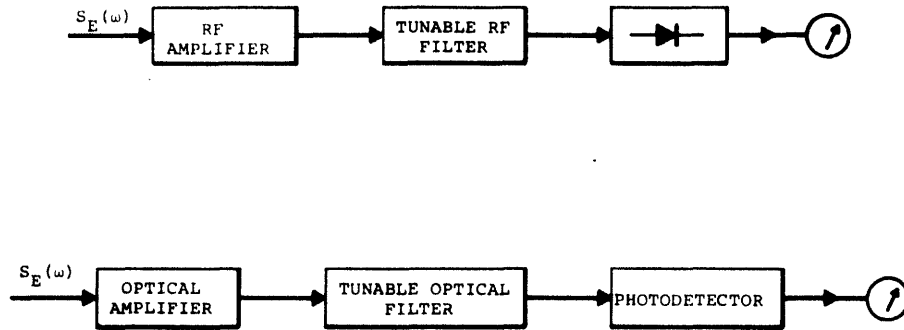 S_E(ω)
RF
AMPLIFIER
TUNABLE RF
FILTER
S_E(ω)
OPTICAL
AMPLIFIER
TUNABLE OPTICAL
FILTER
PHOTODETECTOR